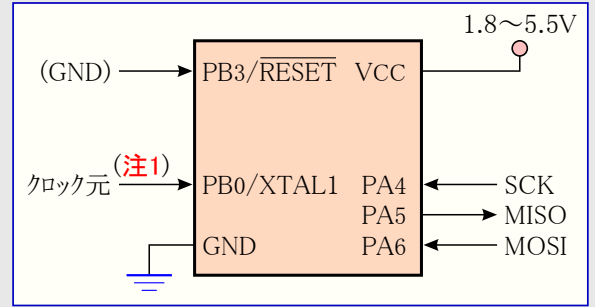 1.8～5.5V
(GND) PB3/RESET VCC
(注1)
クロック元 PB0/XTAL1 PA4 SCK
PA5 MISO
GND PA6 MOSI